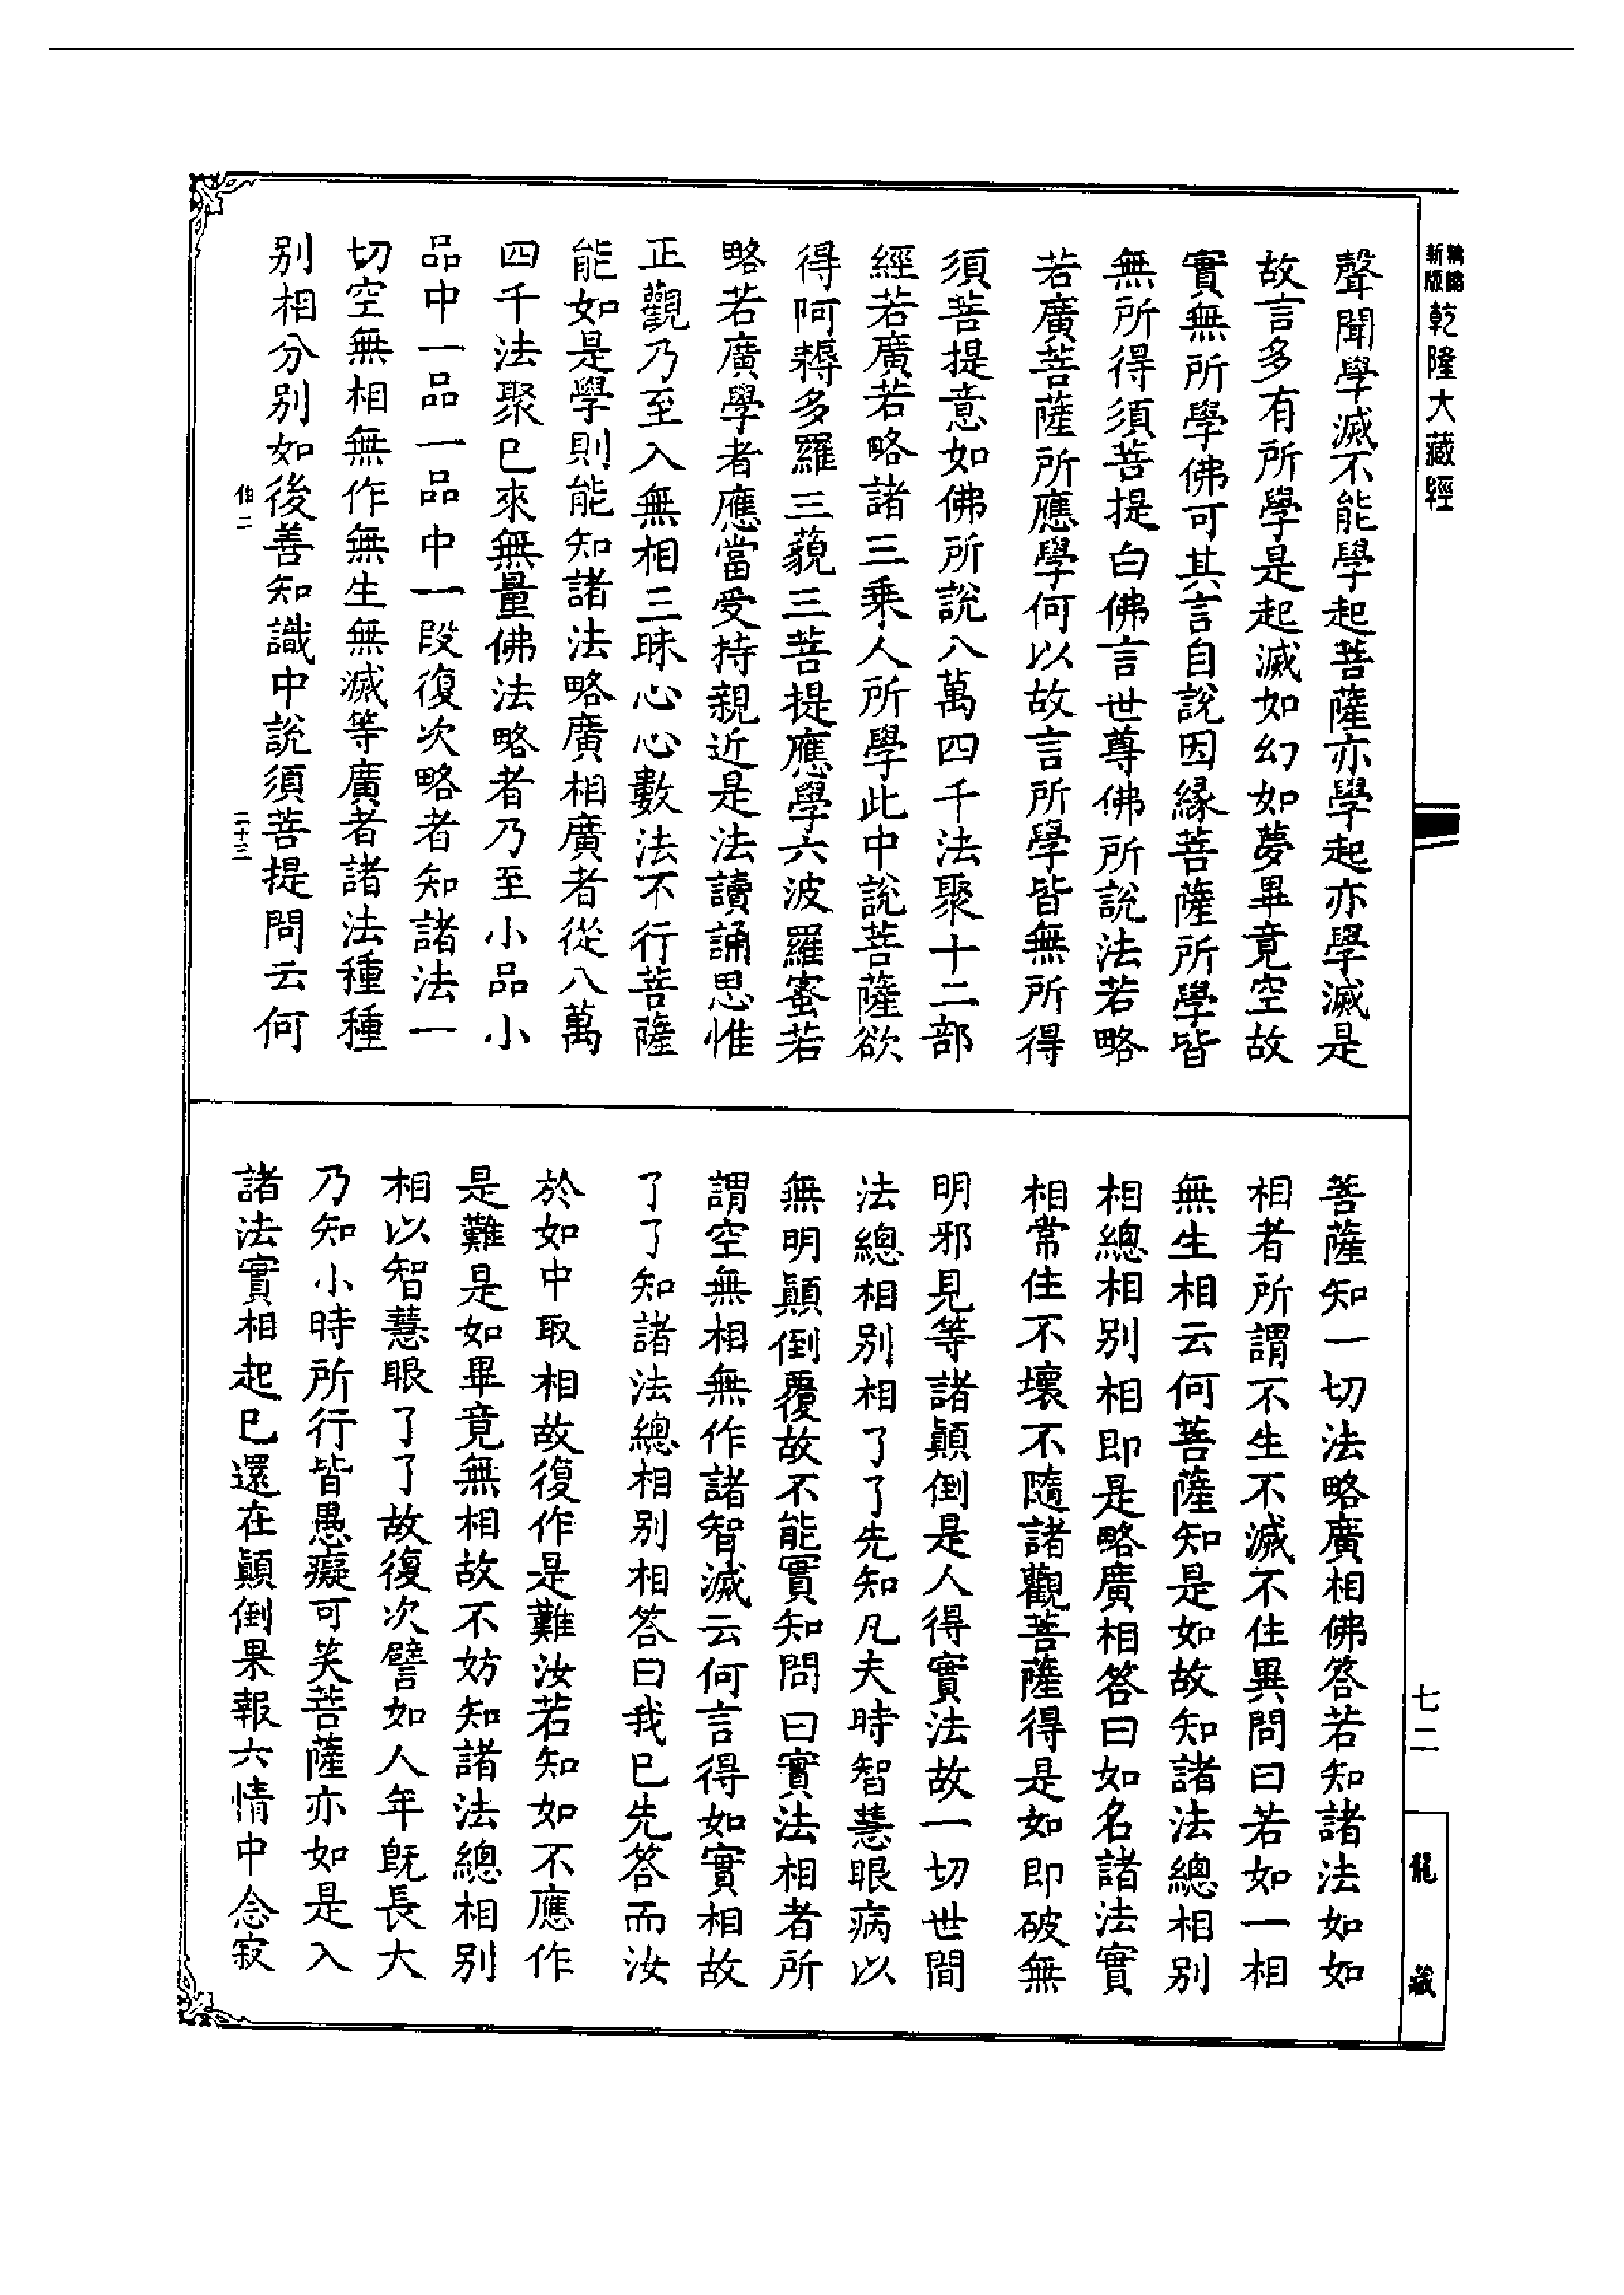 新版
乾隆大藏經
聲聞學滅不能學起菩薩亦學起亦學滅是
故言多有所學是起滅如幻如夢畢竟空故
實無所學佛可其言自說因緣菩薩所學皆
無所得須菩提白佛言世尊佛所說法若略
若廣菩薩所應學何以故言所學皆無所得
須菩提意如佛所說八萬四千法聚十二部
經若廣若略諸三乘人所學此中說菩薩欲
得阿耨多羅三藐三菩提應學六波羅蜜若
略若廣學者應當受持親近是法讀誦思惟
正觀乃至入無相三昧心心數法不行菩薩
能如是學則能知諸法略廣相廣者從八萬
四千法聚已來無量佛法略者乃至小品小
品中一品一品中一段復次略者知諸法一
切空無相無作無生無滅等廣者諸法種種
别相分别如後善知識中說須菩提問云何
伯二
二十三
菩薩知一切法略廣相佛答若知諸法如如
相者所謂不生不滅不住異問曰若如一相
無生相云何菩薩知是如故知諸法總相别
相總相别相即是略廣相答曰如名諸法實
相常住不壞不隨諸觀菩薩得是如即破無
明邪見等諸顛倒是人得實法故一切世間
法總相别相了了先知凡夫時智慧眼病以
無明顛倒覆故不能實知問曰實法相者所
謂空無相無作諸智滅云何言得如實相故
了了知諸法總相别相答曰我已先答而汝
於如中取相故復作是難汝若知如不應作
是難是如畢竟無相故不妨知諸法總相别
相以智慧眼了了故復次譬如人年既長大
乃知小時所行皆愚癡可笑菩薩亦如是入
諸法實相起已還在顛倒果報六情中念寂
七二
龍藏